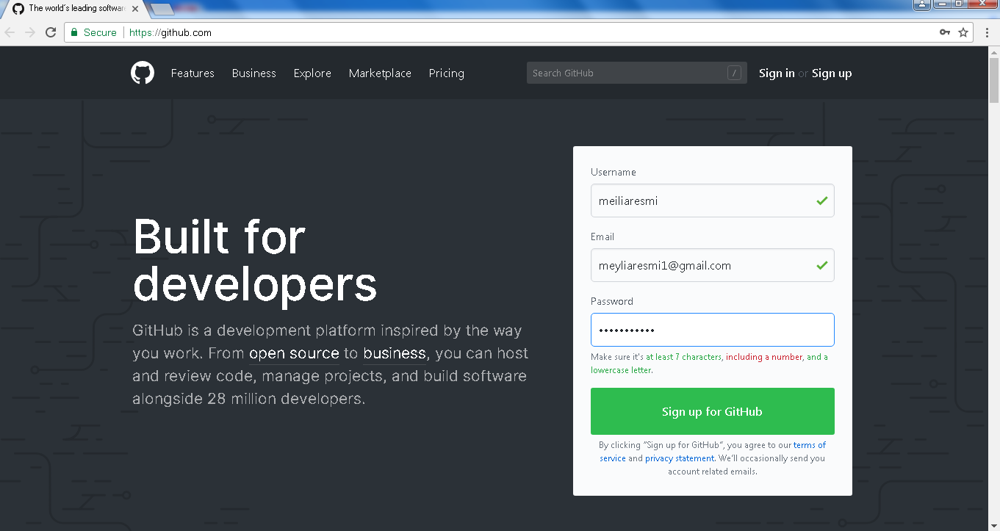 The world's leading softwar
Secure https://github.com
Features Business Explore Marketplace Pricing Search GitHub / Sign in or Sign up
Built for
developers
GitHub is a development platform inspired by the way
you work. From open source to business, you can host
and review code, manage projects, and build software
alongside 28 million developers.
Username
meiliaresmi
Email
meyliaresmi1@gmail.com
Password
•••••••••••
Make sure it's at least 7 characters, including a number, and a
lowercase letter.
Sign up for GitHub
By clicking “Sign up for GitHub”, you agree to our terms of
service and privacy statement. We’ll occasionally send you
account related emails.